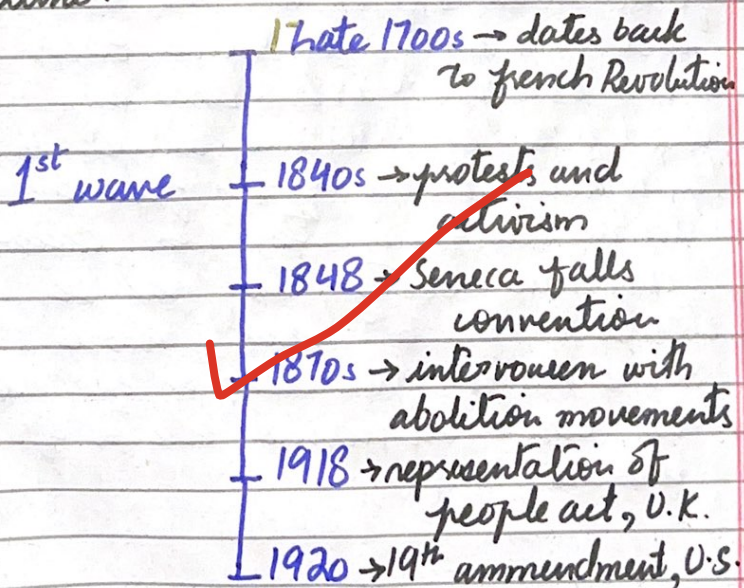 Late 1700s → dates back
to french Revolution
1st wave
1840s → protests and
activism
1848 → Seneca falls
convention
1870s → intervowen with
abolition movements
1918 → representation of
people act, U.K.
1920 → 19th ammendment, U.S.